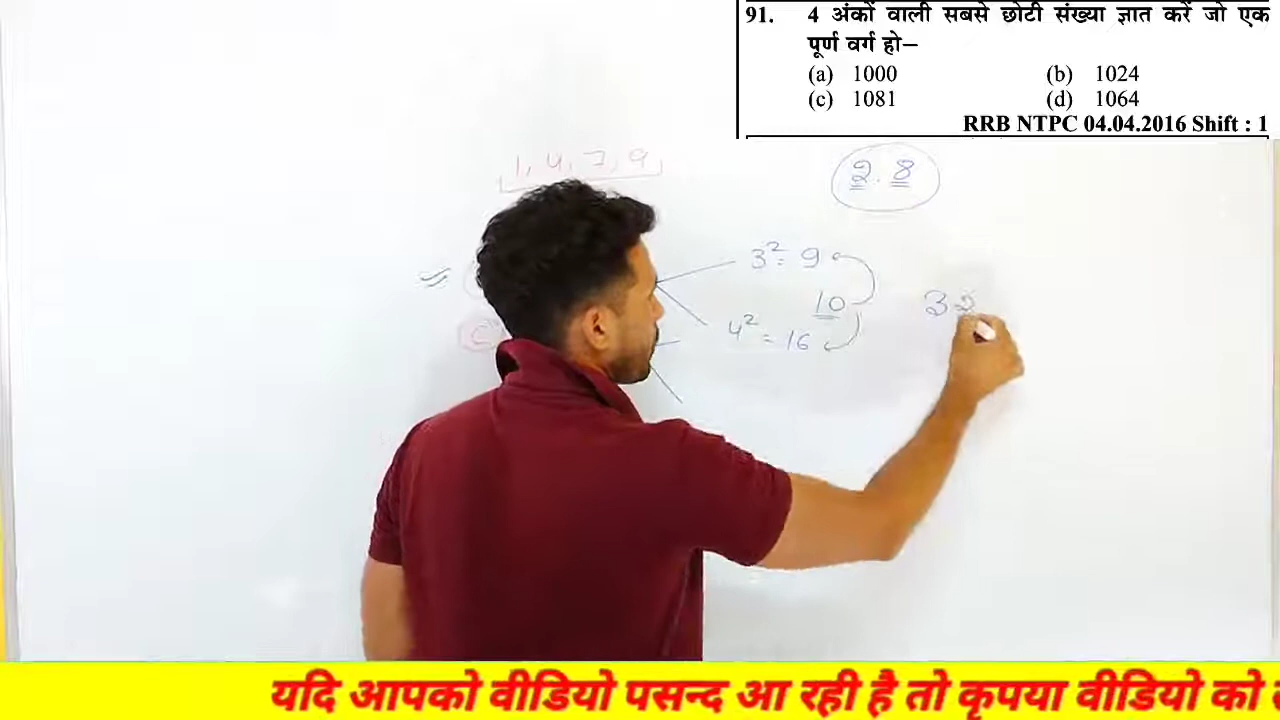 91. 4 अंकों वाली सबसे छोटी संख्या ज्ञात करें जो एक
पूर्ण वर्ग हो–
(a) 1000 (b) 1024
(c) 1081 (d) 1064
RRB NTPC 04.04.2016 Shift : 1
1, 4, 7, 9,
2. 8
3² = 9
10
4² = 16
32
यदि आपको वीडियो पसन्द आ रही है तो कृपया वीडियो को